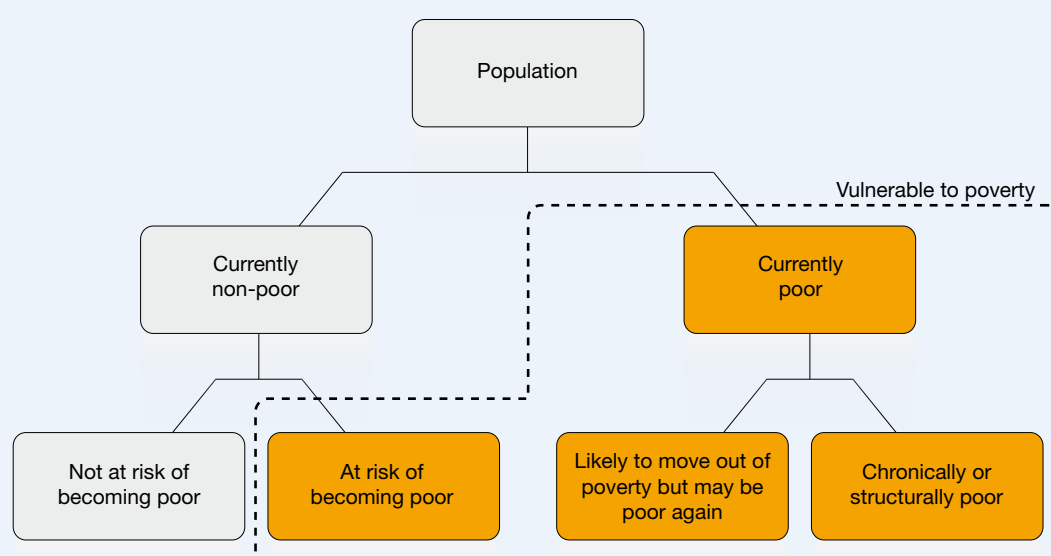 Population
Vulnerable to poverty
Currently
non-poor
Currently
poor
Not at risk of
becoming poor
At risk of
becoming poor
Likely to move out of
poverty but may be
poor again
Chronically or
structurally poor